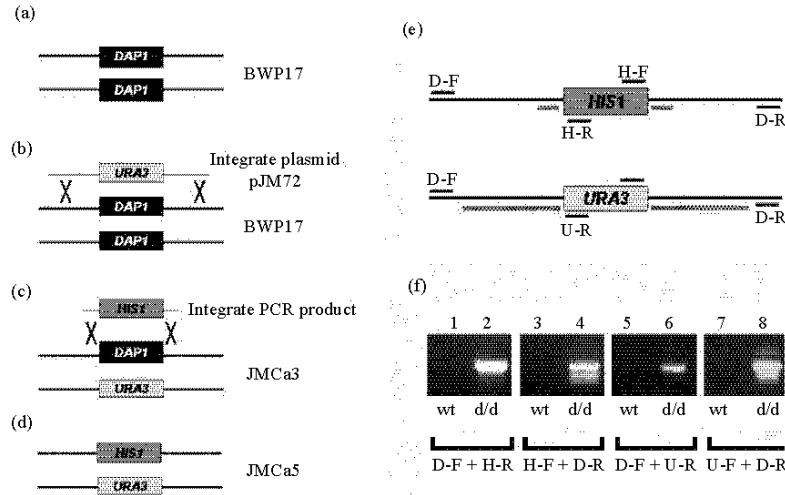 (a)
DAP1
BWP17
DAP1
(b)
URA3
Integrate plasmid
pJM72
DAP1
BWP17
DAP1
(c)
HIS1
Integrate PCR product
DAP1
JMCa3
URA3
(d)
HIS1
JMCa5
URA3
(e)
D-F
H-F
HIS1
H-R
D-R
D-F
URA3
U-R
D-R
(f)
1 2 3 4 5 6 7 8
wt d/d wt d/d wt d/d wt d/d
D-F + H-R H-F + D-R D-F + U-R U-F + D-R